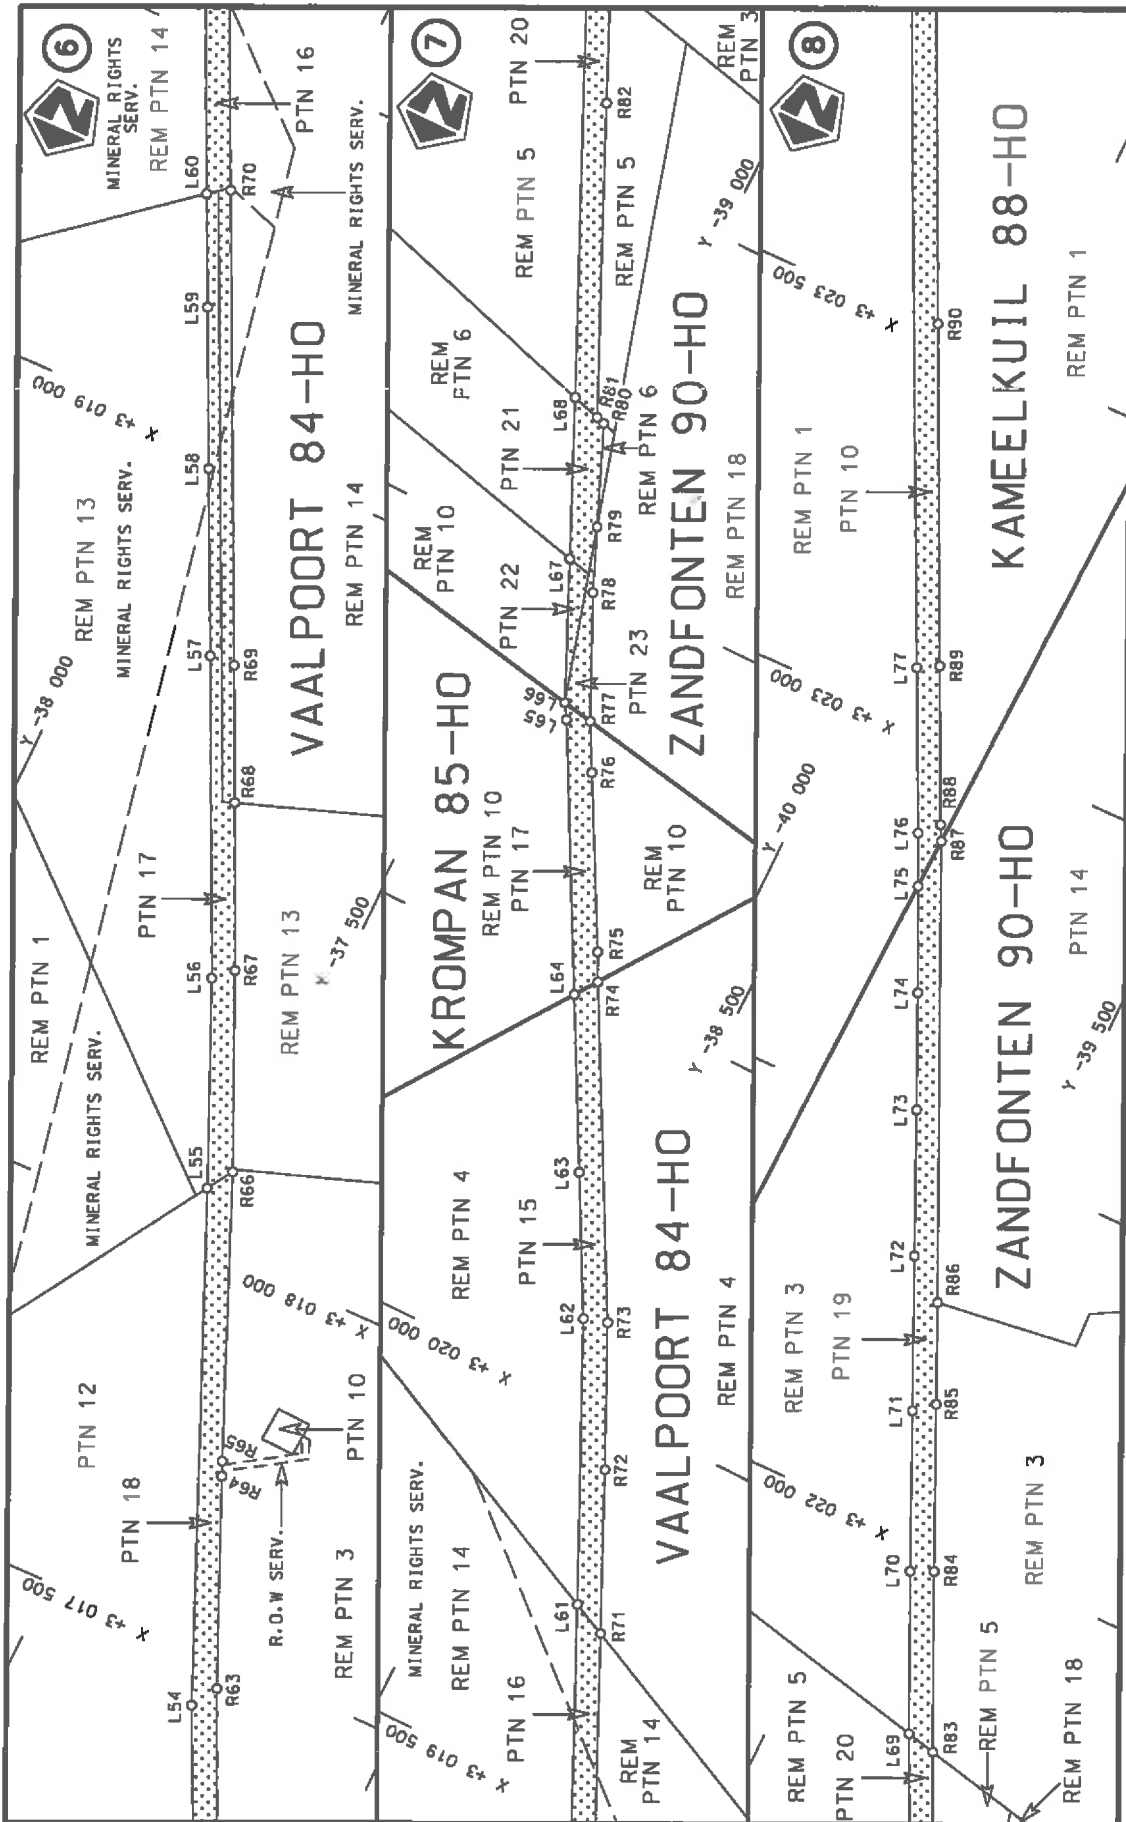 6
MINERAL RIGHTS
SERV.
REM PTN 14
PTN 16
L60
R70
MINERAL RIGHTS SERV.
L59
+3 019 000
X
L58
VAALPOORT 84-HO
REM PTN 14
REM PTN 13
MINERAL RIGHTS SERV.
Y -38 000
L57
R69
R68
PTN 17
REM PTN 1
MINERAL RIGHTS SERV.
L56
R67
REM PTN 13
-37 500
L55
R66
X +3 018 000
PTN 12
PTN 18
R65
R64
PTN 10
R.O.W SERV.
REM PTN 3
X +3 017 500
L54
R63
7
PTN 20
REM
PTN 3
R82
REM PTN 5
REM PTN 5
Y -39 000
REM
PTN 6
L68
R81
R80
PTN 21
REM PTN 6
ZANDFONTEN 90-HO
REM PTN 18
R79
REM
PTN 10
L67
PTN 22
R78
PTN 23
L66
L65
R77
R76
KROMPAN 85-HO
REM PTN 10
PTN 17
REM
PTN 10
L64
R75
R74
Y -38 500
REM PTN 4
L63
PTN 15
VAALPOORT 84-HO
REM PTN 4
L62
R73
X +3 020 000
R72
MINERAL RIGHTS SERV.
REM PTN 14
L61
R71
PTN 16
X +3 019 500
REM
PTN 14
8
X +3 023 500
KAMEELKUIL 88-HO
REM PTN 1
R90
REM PTN 1
PTN 10
L77
R89
X +3 023 000
Y -40 000
L76
R88
R87
L75
ZANDFONTEN 90-HO
PTN 14
L74
Y -39 500
L73
L72
R86
REM PTN 3
PTN 19
L71
R85
X +3 022 000
REM PTN 3
L70
R84
REM PTN 5
PTN 20
L69
R83
REM PTN 5
REM PTN 18